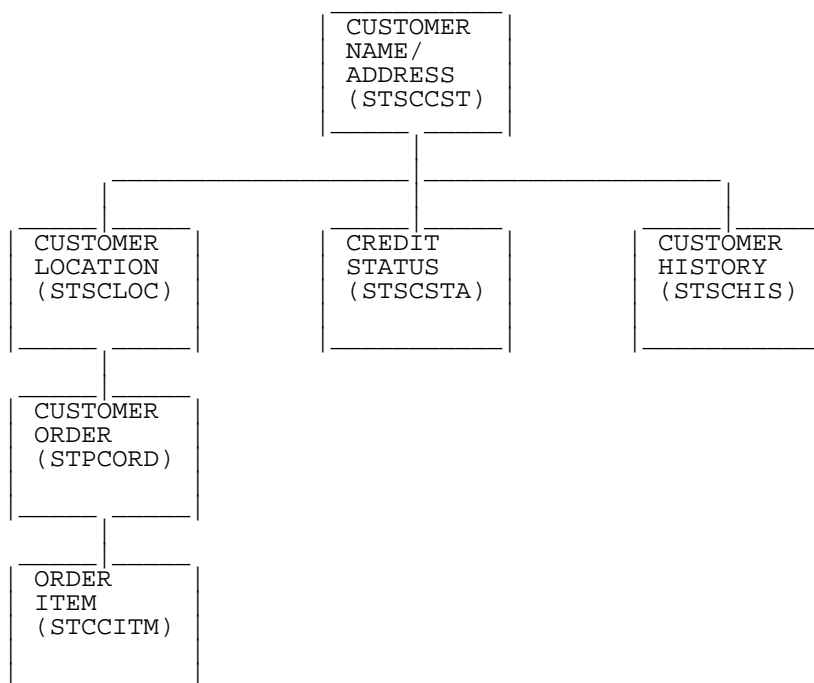 CUSTOMER
NAME/
ADDRESS
(STSCCST)
CUSTOMER
LOCATION
(STSCLOC)
CREDIT
STATUS
(STSCSTA)
CUSTOMER
HISTORY
(STSCHIS)
CUSTOMER
ORDER
(STPCORD)
ORDER
ITEM
(STCCITM)